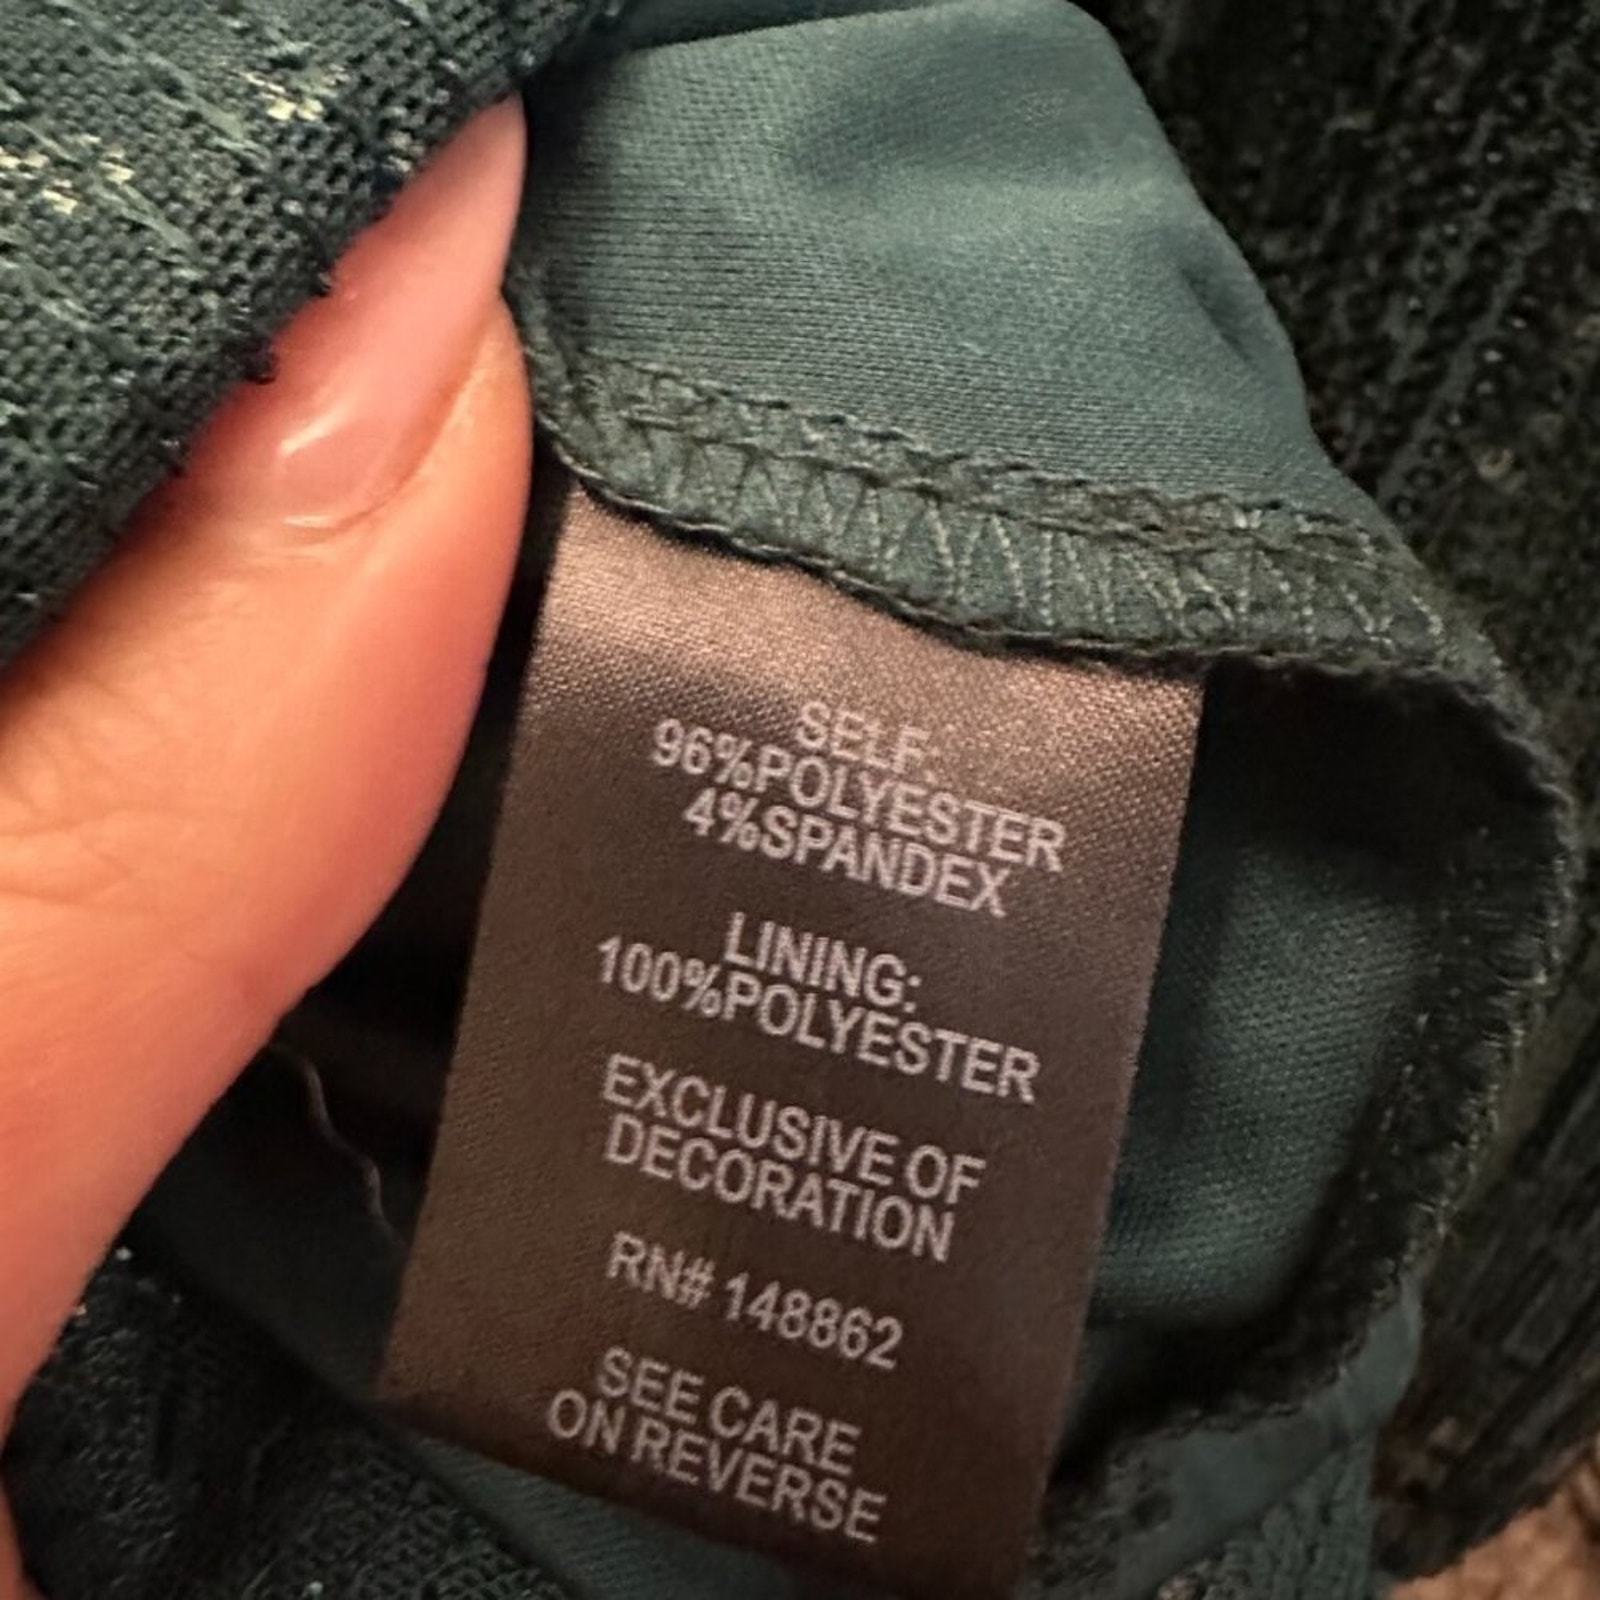 SELF:
96%POLYESTER
4%SPANDEX
LINING:
100%POLYESTER
EXCLUSIVE OF
DECORATION
RN# 148862
SEE CARE
ON REVERSE